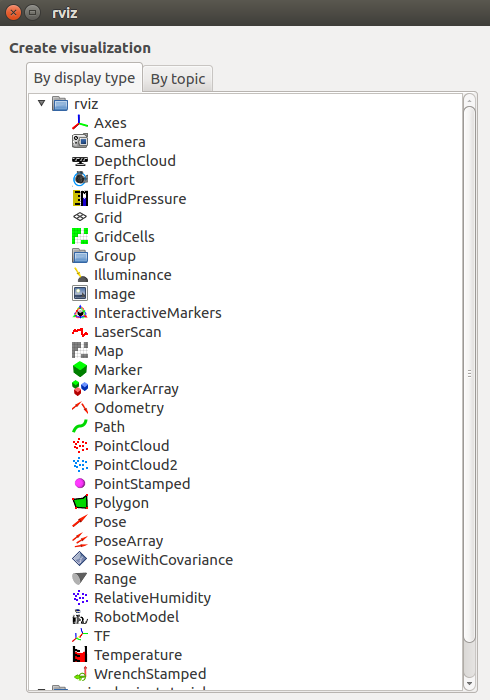 rviz
Create visualization
By display type
By topic
rviz
Axes
Camera
DepthCloud
Effort
FluidPressure
Grid
GridCells
Group
Illuminance
Image
InteractiveMarkers
LaserScan
Map
Marker
MarkerArray
Odometry
Path
PointCloud
PointCloud2
PointStamped
Polygon
Pose
PoseArray
PoseWithCovariance
Range
RelativeHumidity
RobotModel
TF
Temperature
WrenchStamped